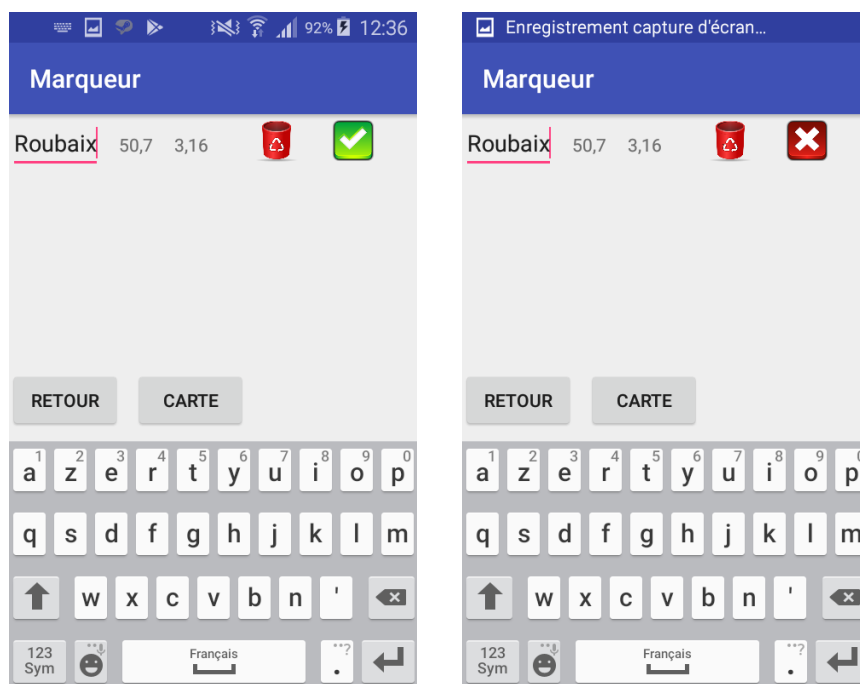 92% 12:36
Marqueur
Roubaix 50,7 3,16
RETOUR CARTE
1 2 3 4 5 6 7 8 9 0
a z e r t y u i o p
q s d f g h j k l m
w x c v b n '
123 Français ..?
Sym .
Enregistrement capture d'écran...
Marqueur
Roubaix 50,7 3,16
RETOUR CARTE
1 2 3 4 5 6 7 8 9 0
a z e r t y u i o p
q s d f g h j k l m
w x c v b n '
123 Français ..?
Sym .